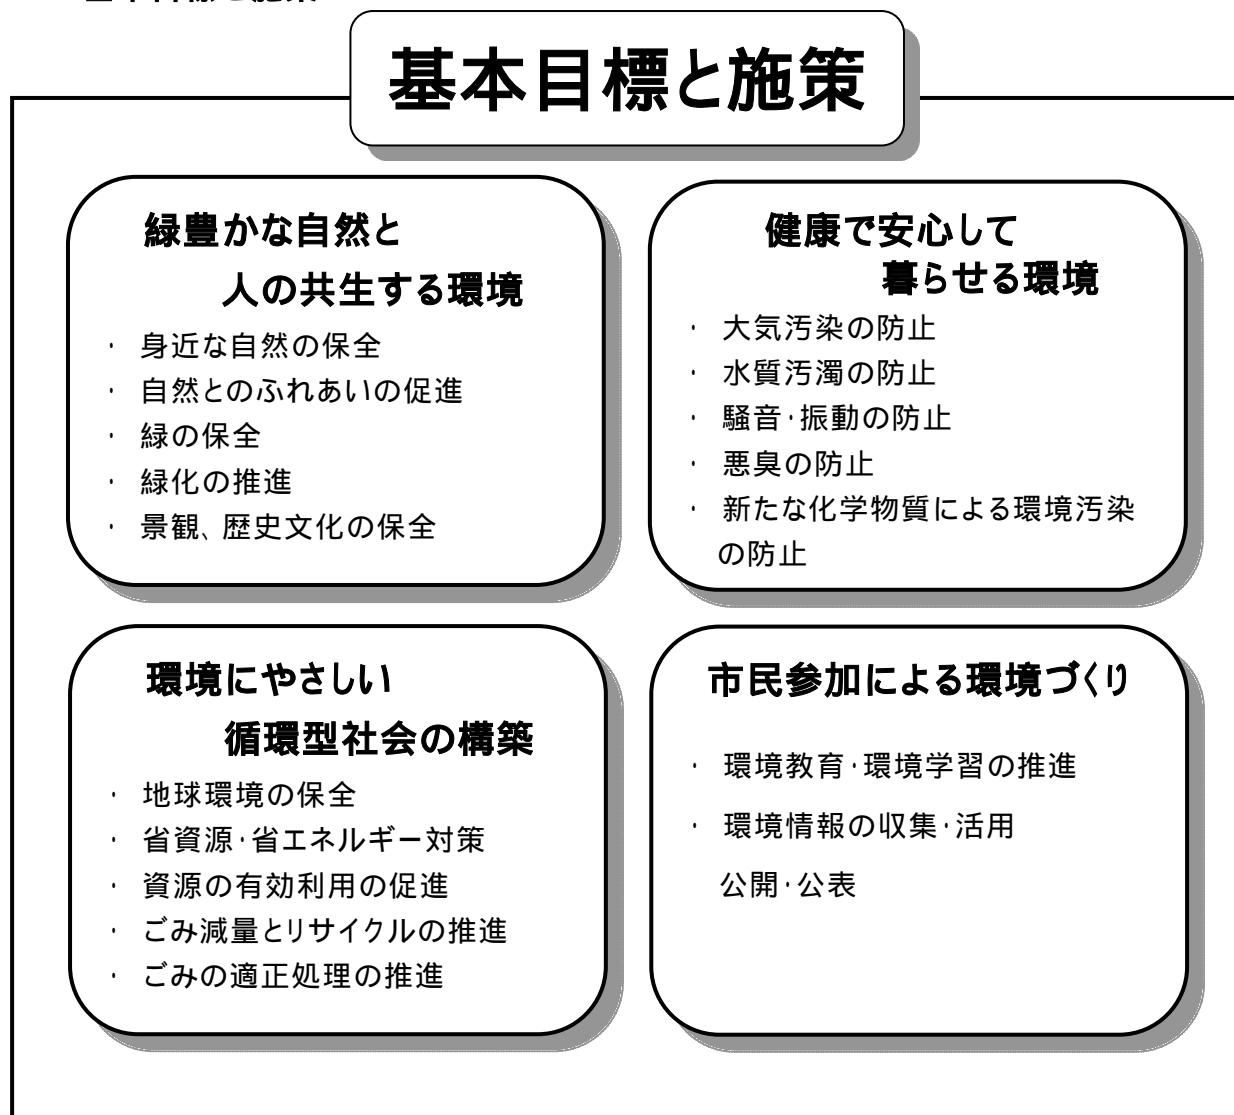 基本目標と施策
緑豊かな自然と
人の共生する環境
・ 身近な自然の保全
・ 自然とのふれあいの促進
・ 緑の保全
・ 緑化の推進
・ 景観、歴史文化の保全
健康で安心して
暮らせる環境
・ 大気汚染の防止
・ 水質汚濁の防止
・ 騒音・振動の防止
・ 悪臭の防止
・ 新たな化学物質による環境汚染
の防止
環境にやさしい
循環型社会の構築
・ 地球環境の保全
・ 省資源・省エネルギー対策
・ 資源の有効利用の促進
・ ごみ減量とリサイクルの推進
・ ごみの適正処理の推進
市民参加による環境づくり
・ 環境教育・環境学習の推進
・ 環境情報の収集・活用
公開・公表